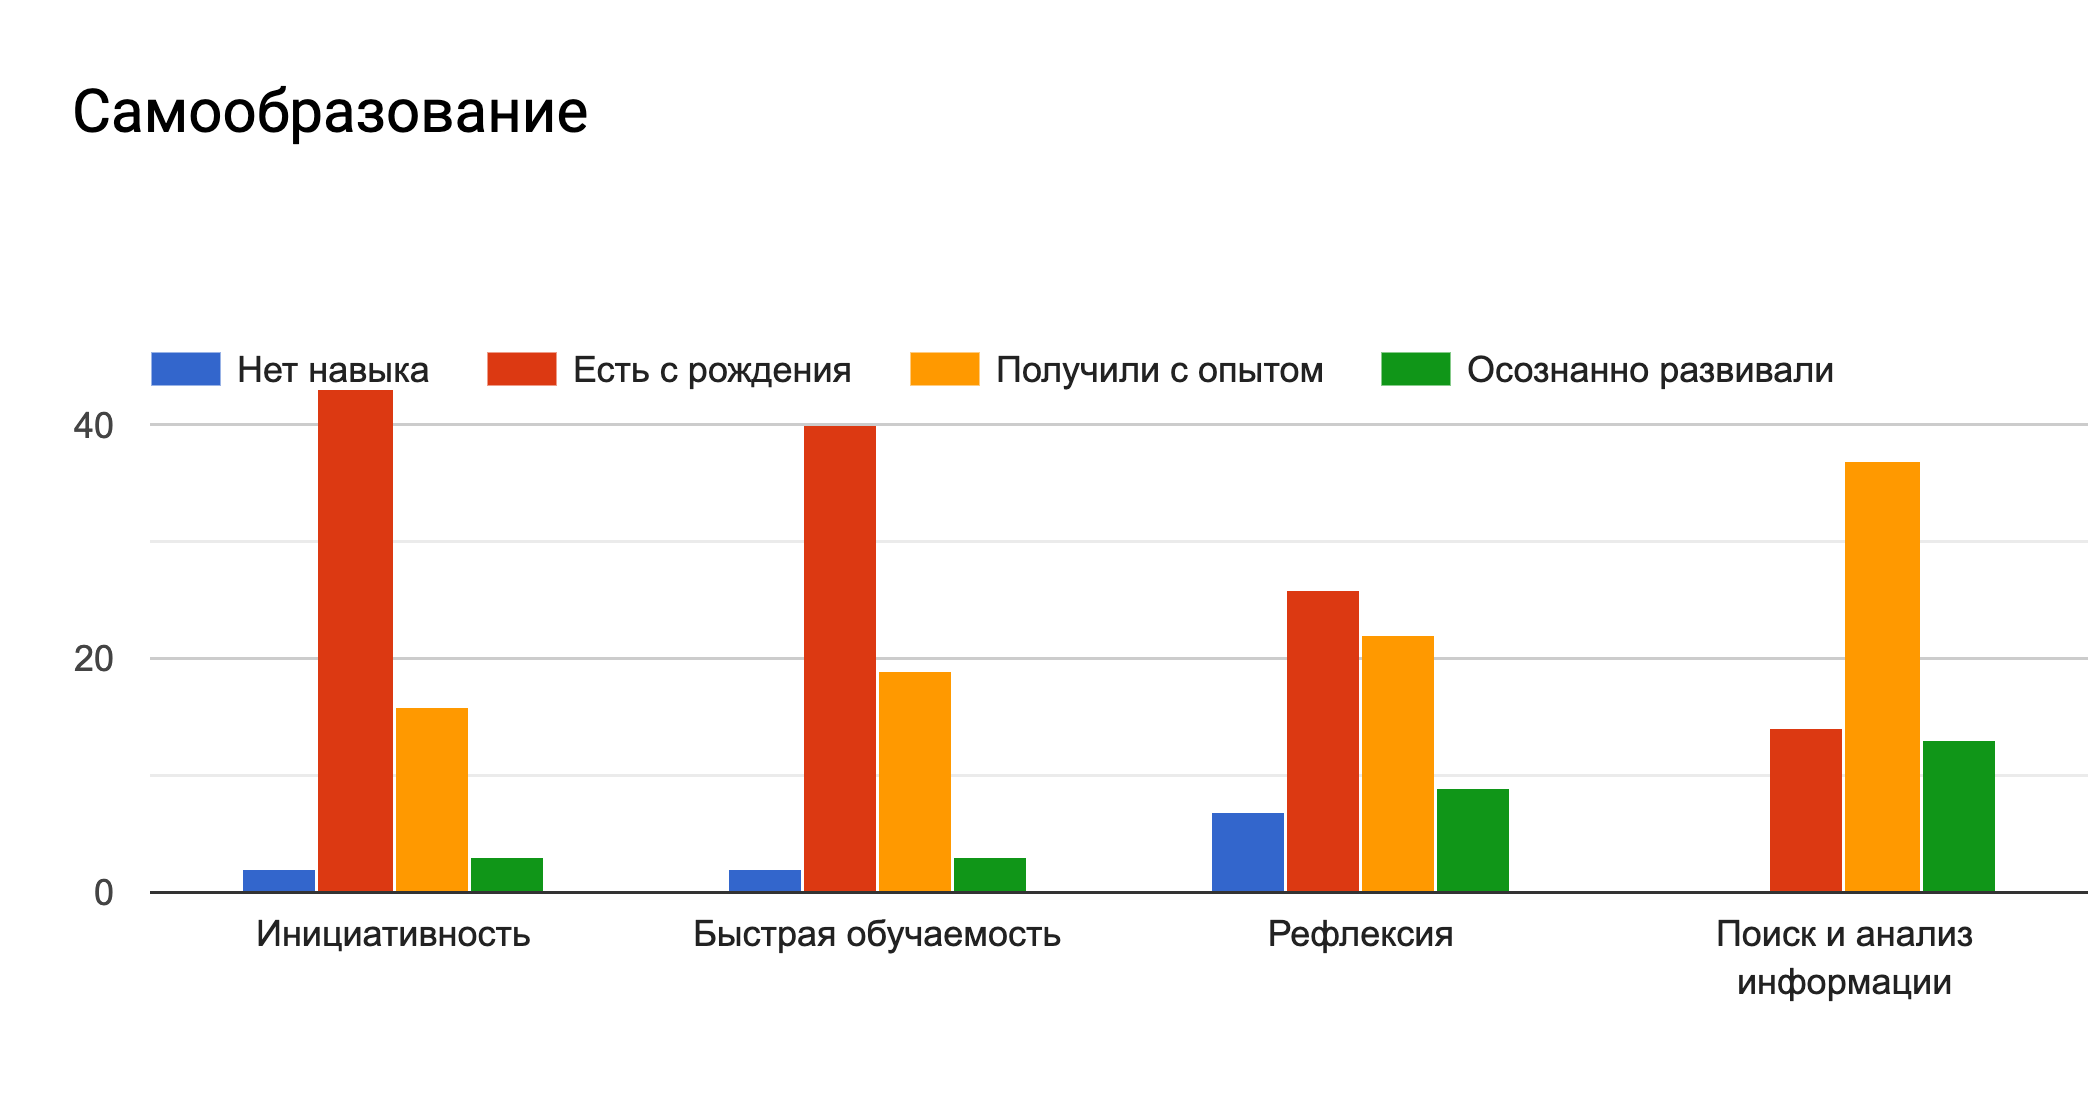 Самообразование
Нет навыка Есть с рождения Получили с опытом Осознанно развивали
40
20
0
Инициативность Быстрая обучаемость Рефлексия Поиск и анализ
информации